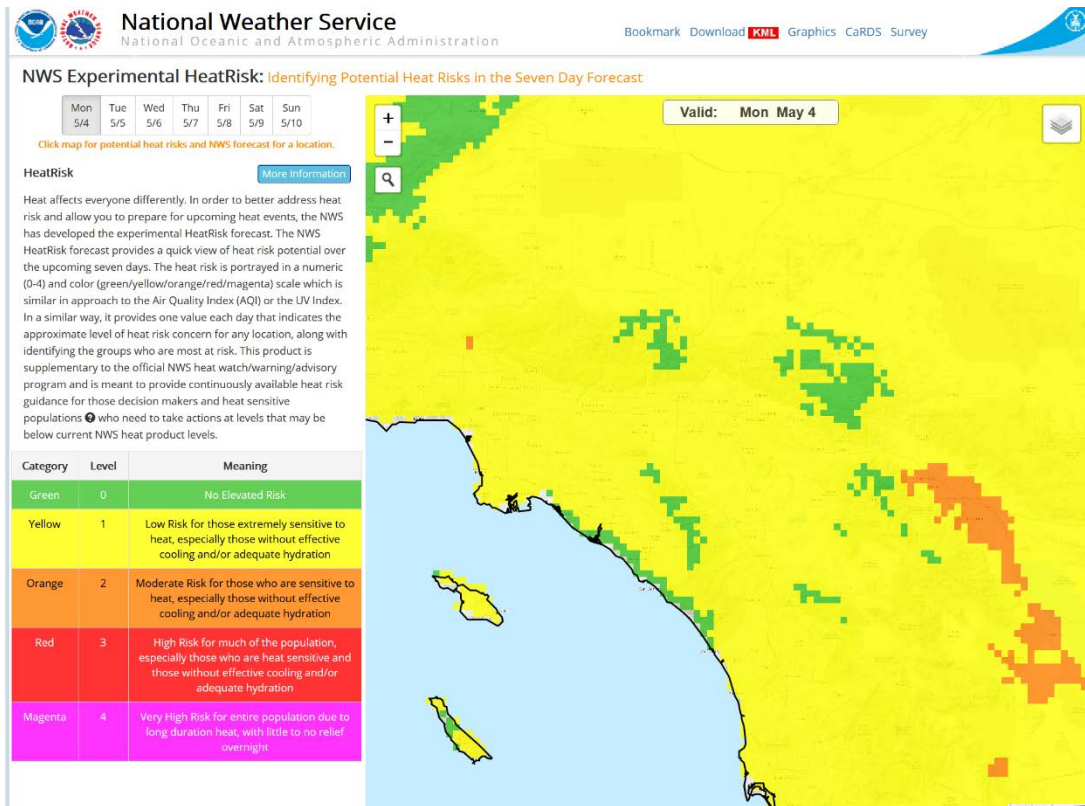 National Weather Service
National Oceanic and Atmospheric Administration
Bookmark Download KML Graphics CaRDS Survey
NWS Experimental HeatRisk: Identifying Potential Heat Risks in the Seven Day Forecast
Mon Tue Wed Thu Fri Sat Sun
5/4 5/5 5/6 5/7 5/8 5/9 5/10
Click map for potential heat risks and NWS forecast for a location.
HeatRisk
More Information
Heat affects everyone differently. In order to better address heat
risk and allow you to prepare for upcoming heat events, the NWS
has developed the experimental HeatRisk forecast. The NWS
HeatRisk forecast provides a quick view of heat risk potential over
the upcoming seven days. The heat risk is portrayed in a numeric
(0-4) and color (green/yellow/orange/red/magenta) scale which is
similar in approach to the Air Quality Index (AQI) or the UV Index.
In a similar way, it provides one value each day that indicates the
approximate level of heat risk concern for any location, along with
identifying the groups who are most at risk. This product is
supplementary to the official NWS heat watch/warning/advisory
program and is meant to provide continuously available heat risk
guidance for those decision makers and heat sensitive
populations ? who need to take actions at levels that may be
below current NWS heat product levels.
Category Level Meaning
Green 0 No Elevated Risk
Yellow 1 Low Risk for those extremely sensitive to
heat, especially those without effective
cooling and/or adequate hydration
Orange 2 Moderate Risk for those who are sensitive to
heat, especially those without effective
cooling and/or adequate hydration
Red 3 High Risk for much of the population,
especially those who are heat sensitive and
those without effective cooling and/or
adequate hydration
Magenta 4 Very High Risk for entire population due to
long duration heat, with little to no relief
overnight
+
−
Valid: Mon May 4